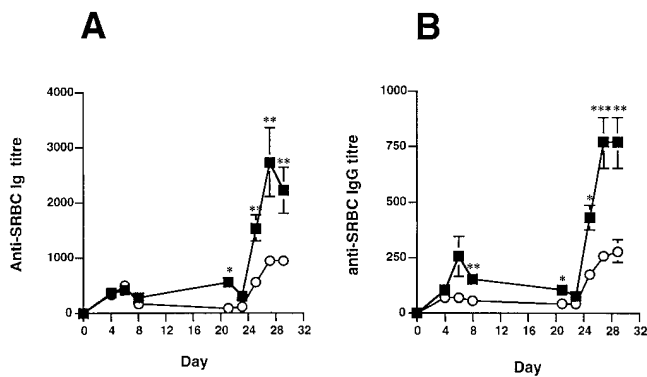 A
B
Anti-SRBC Ig titre
4000
3000
2000
1000
0
**
**
**
*
0 4 8 12 16 20 24 28 32
Day
anti-SRBC IgG titre
1000
750
500
250
0
*** **
*
**
*
0 4 8 12 16 20 24 28 32
Day